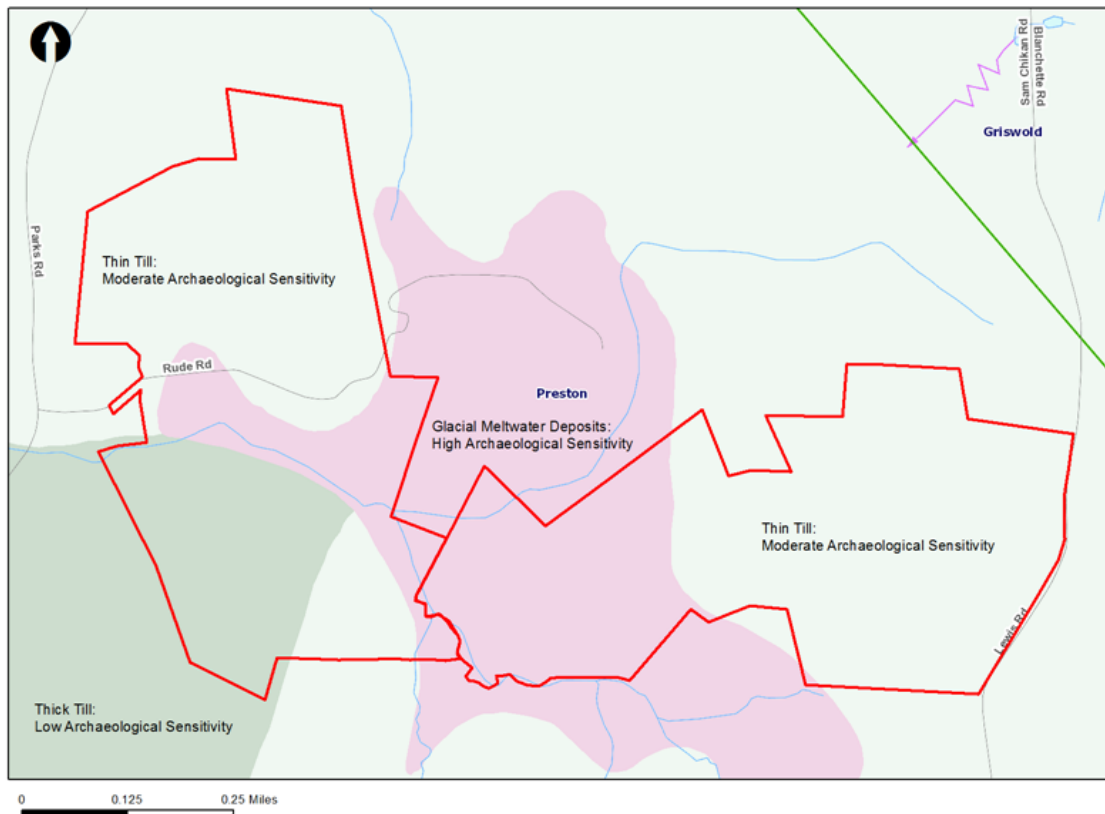 Sam Chikan Rd
Blanchette Rd
Griswold
Parks Rd
Thin Till:
Moderate Archaeological Sensitivity
Rude Rd
Preston
Glacial Meltwater Deposits:
High Archaeological Sensitivity
Thin Till:
Moderate Archaeological Sensitivity
Lewis Rd
Thick Till:
Low Archaeological Sensitivity
0 0.125 0.25 Miles